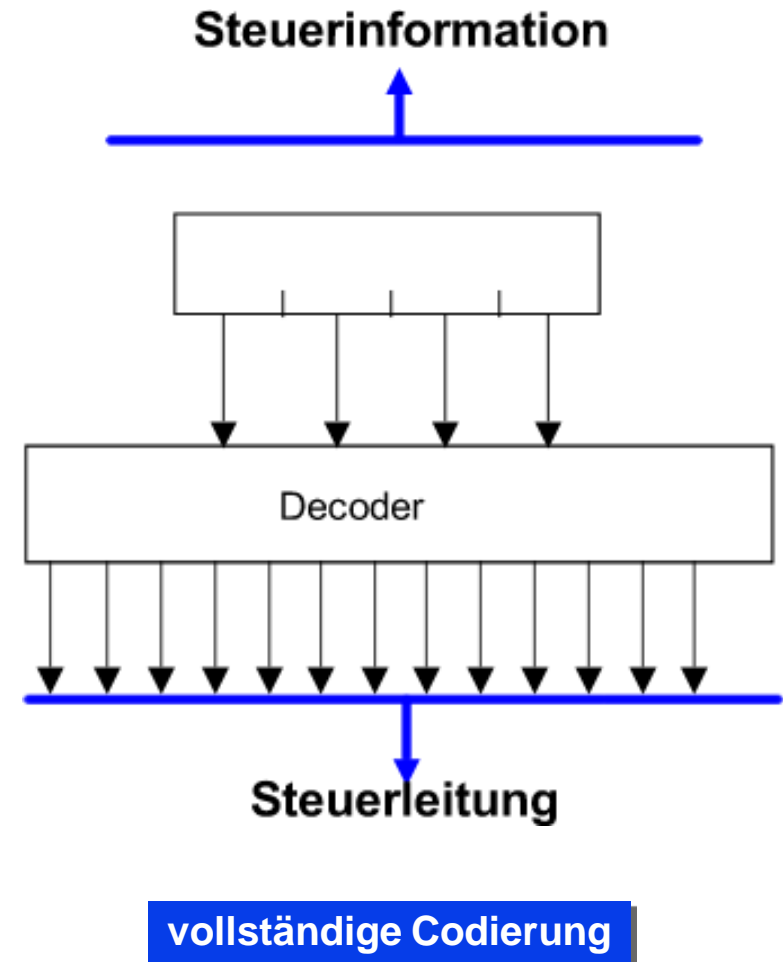 Steuerinformation
Decoder
Steuerleitung
vollständige Codierung